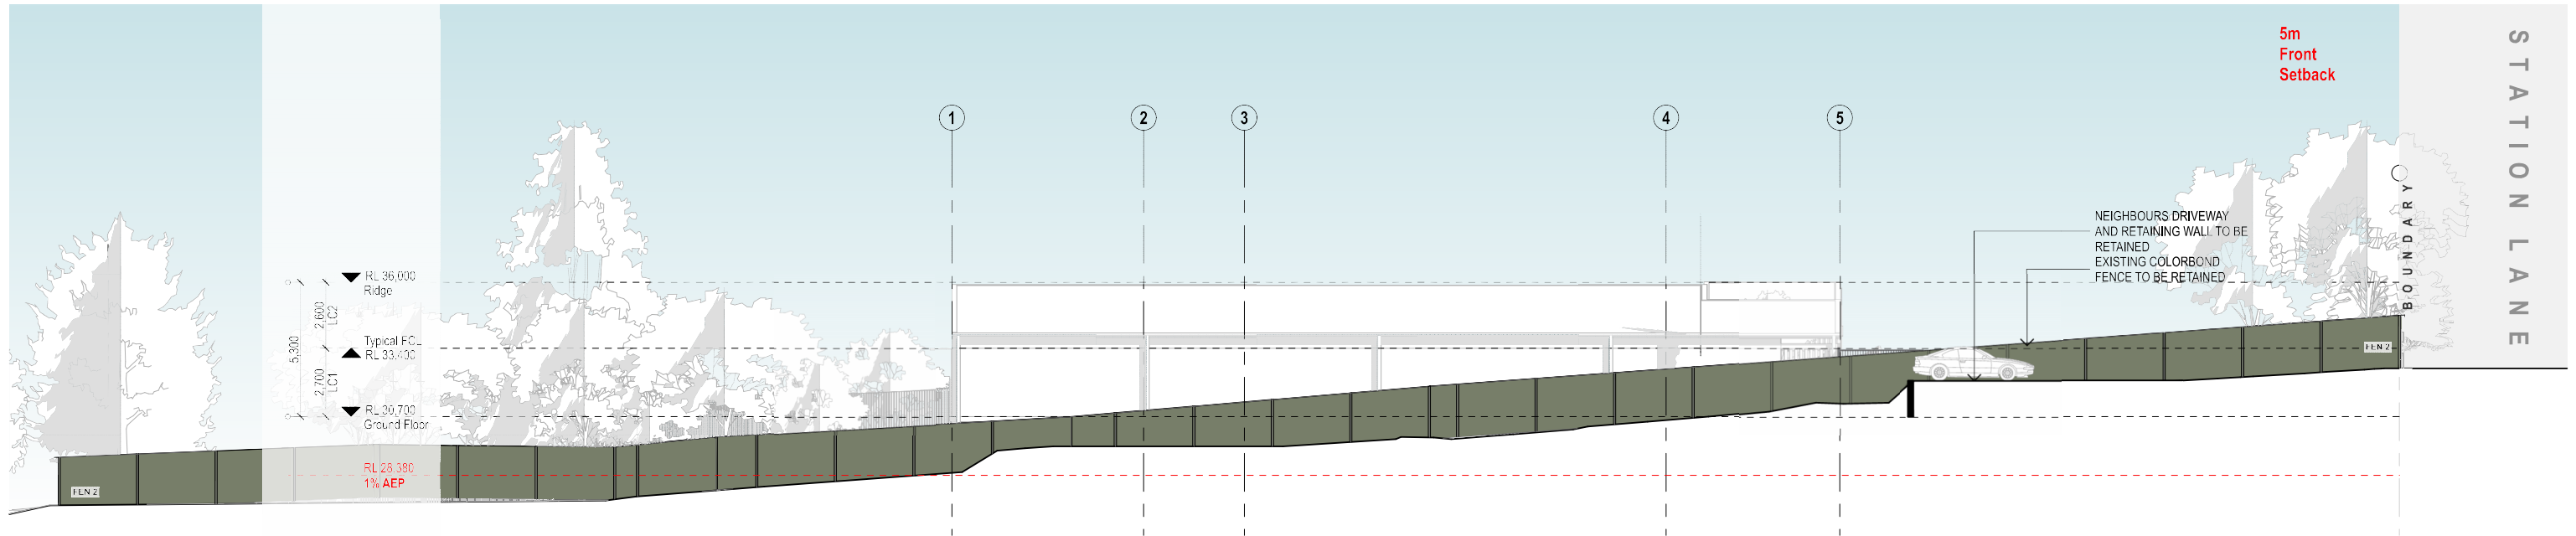 5m
Front
Setback
STATION LANE
1
2
3
4
5
BOUNDARY
NEIGHBOURS DRIVEWAY
AND RETAINING WALL TO BE
RETAINED
EXISTING COLORBOND
FENCE TO BE RETAINED
RL 36,000
Ridge
2,600
LC2
5,300
Typical FCL
RL 33,400
2,700
LC1
RL 30,700
Ground Floor
RL 28,380
1% AEP
FEN 2
FEN 2